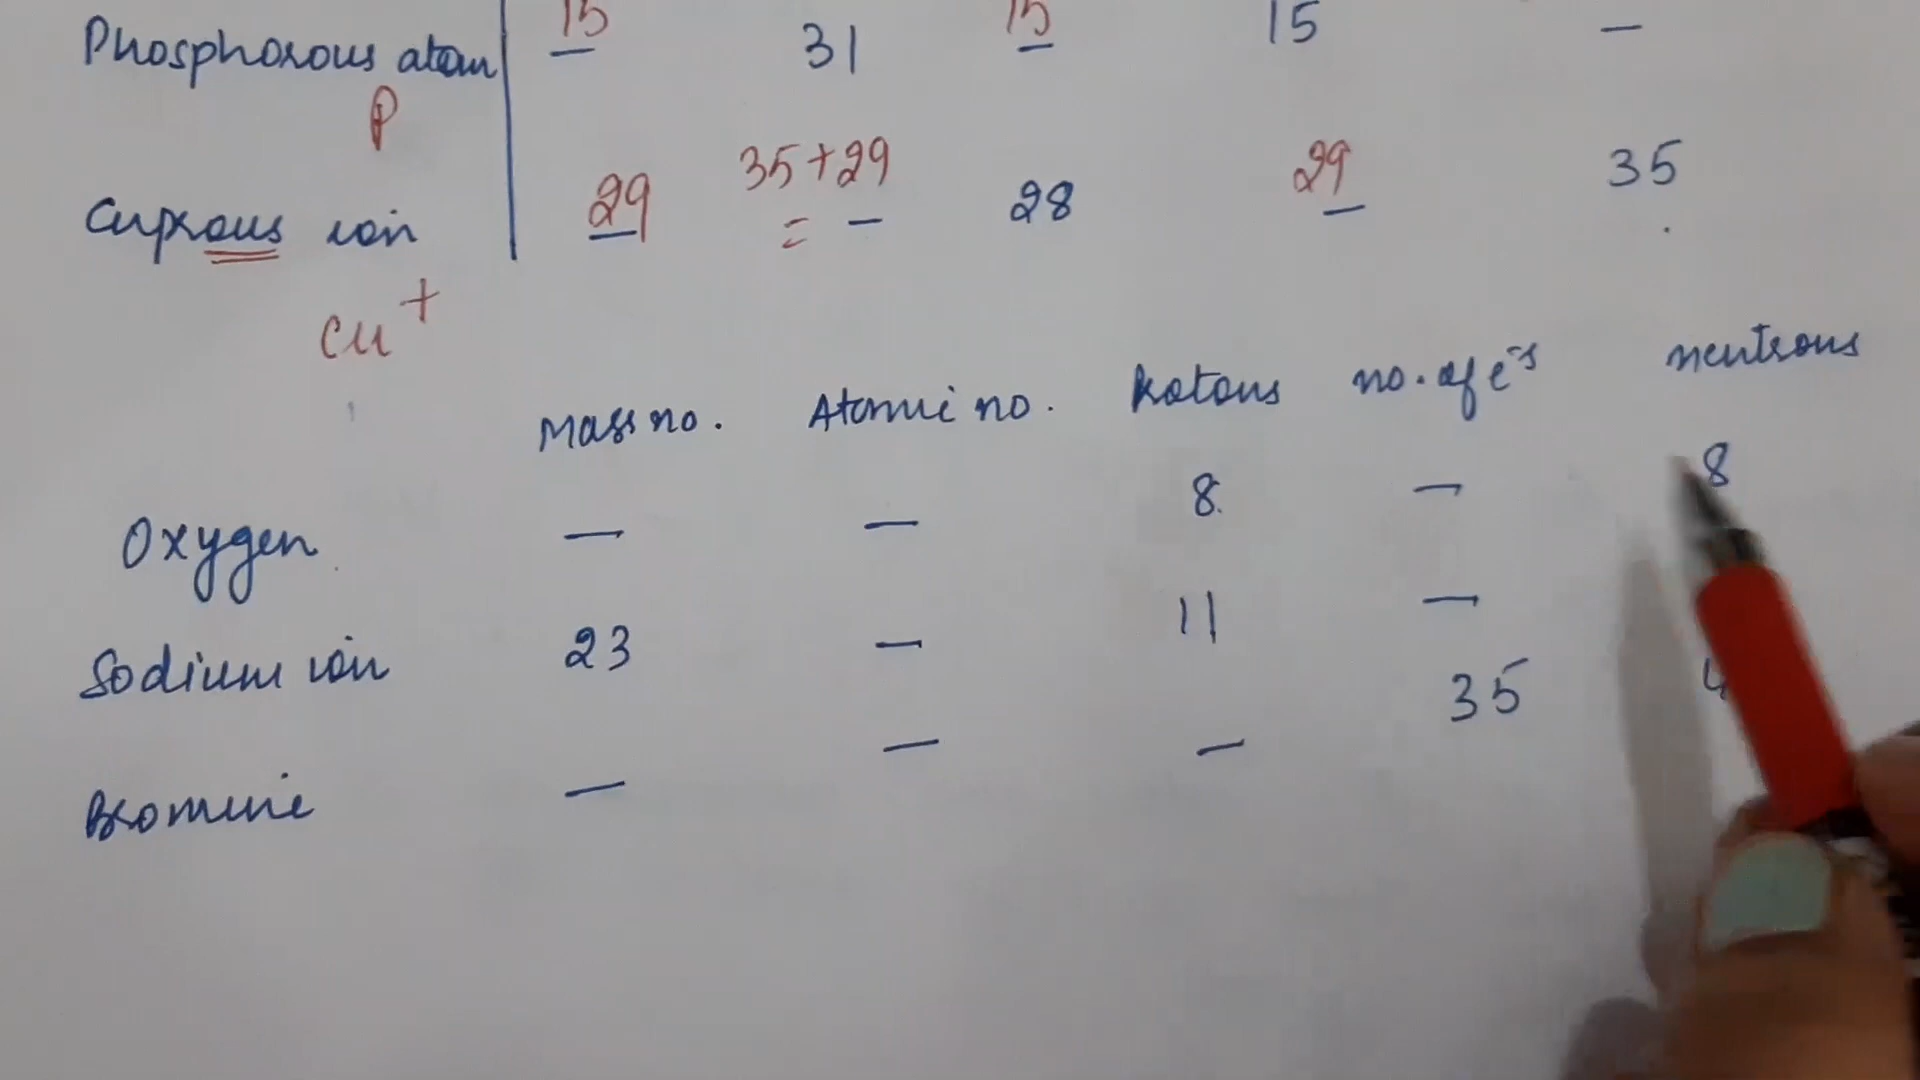 Phosphorous atom 15 31 15 15 —
P
Cuprous ion 29 35+29 = — 28 29 35
Cu+
Mass no. Atomic no. Protons no. of e-s neutrons
Oxygen — — 8 — 8
Sodium ion 23 — 11 —
Bromine — — — 35 4